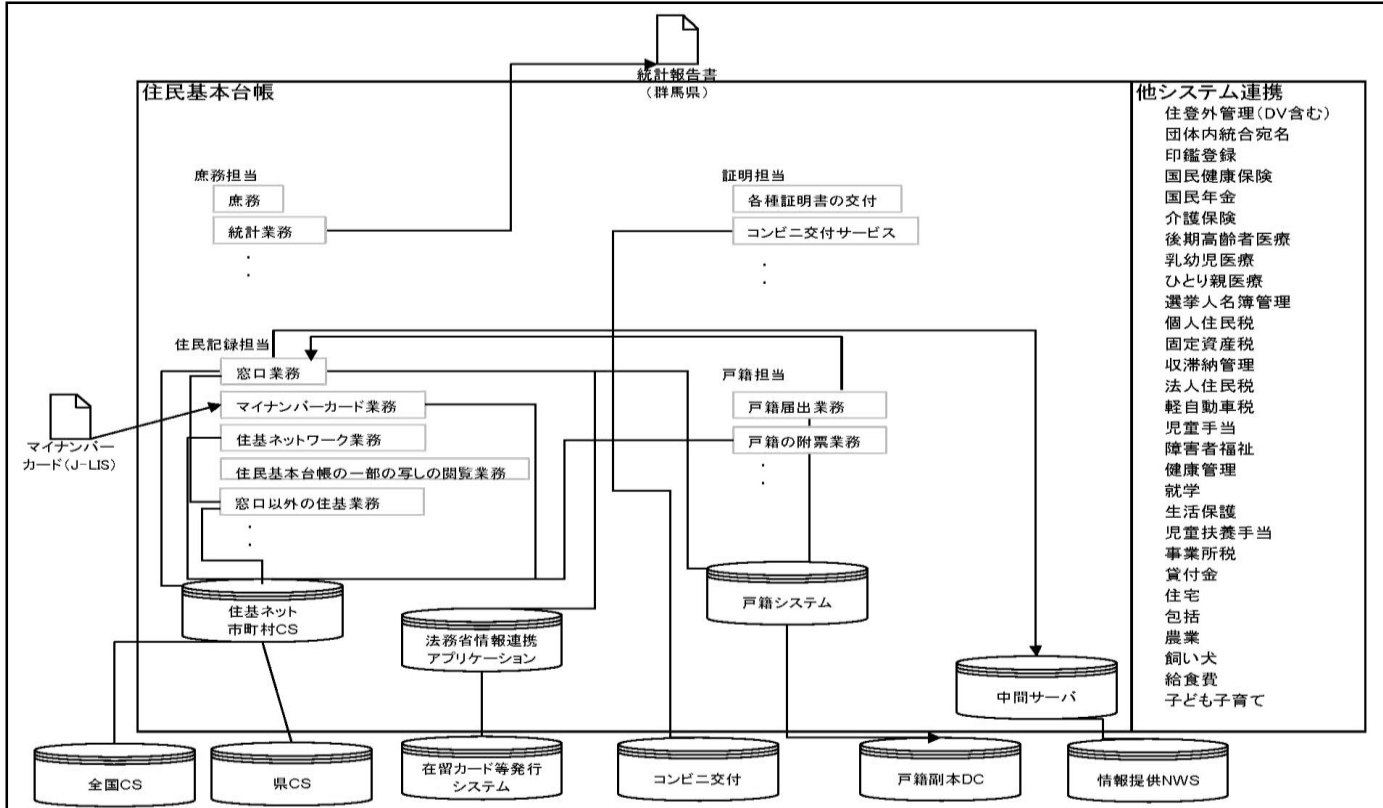 統計報告書
(群馬県)
住民基本台帳
庶務担当
庶務
統計業務
・
・
証明担当
各種証明書の交付
コンビニ交付サービス
・
・
住民記録担当
窓口業務
マイナンバーカード業務
住基ネットワーク業務
住民基本台帳の一部の写しの閲覧業務
窓口以外の住基業務
・
・
戸籍担当
戸籍届出業務
戸籍の附票業務
・
・
マイナンバー
カード(J-LIS)
住基ネット
市町村CS
法務省情報連携
アプリケーション
戸籍システム
中間サーバ
全国CS
県CS
在留カード等発行
システム
コンビニ交付
戸籍副本DC
情報提供NWS
他システム連携
住登外管理(DV含む)
団体内統合宛名
印鑑登録
国民健康保険
国民年金
介護保険
後期高齢者医療
乳幼児医療
ひとり親医療
選挙人名簿管理
個人住民税
固定資産税
収滞納管理
法人住民税
軽自動車税
児童手当
障害者福祉
健康管理
就学
生活保護
児童扶養手当
事業所税
貸付金
住宅
包括
農業
飼い犬
給食費
子ども子育て